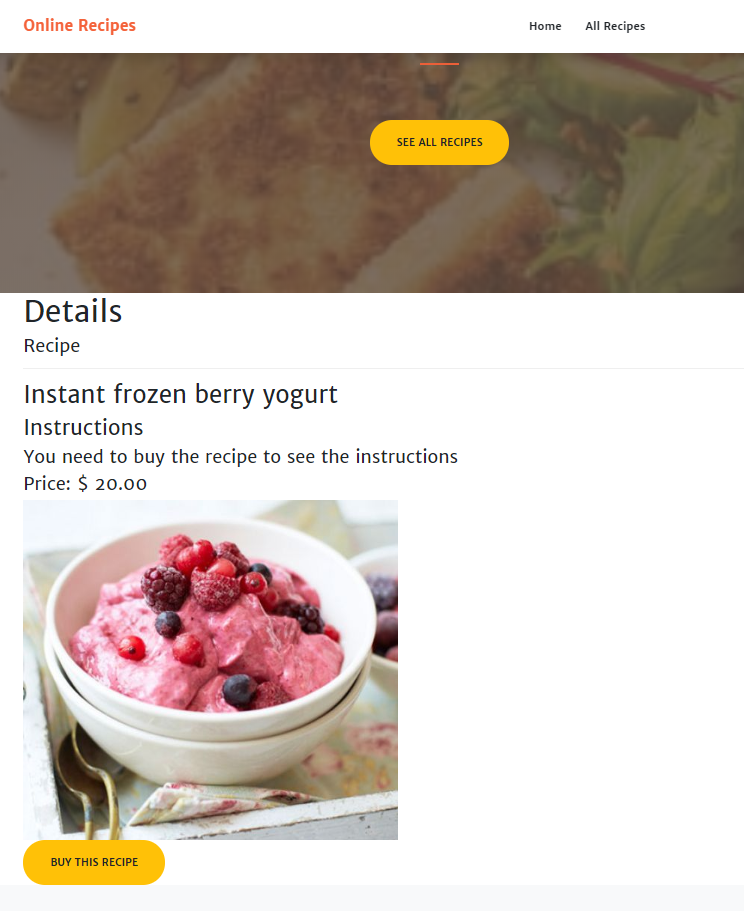 Online Recipes
Home All Recipes
SEE ALL RECIPES
Details
Recipe
Instant frozen berry yogurt
Instructions
You need to buy the recipe to see the instructions
Price: $ 20.00
BUY THIS RECIPE